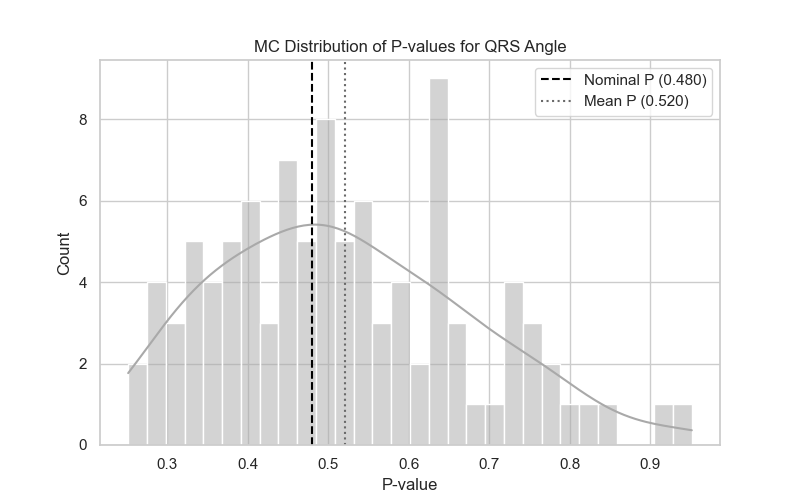 MC Distribution of P-values for QRS Angle
Nominal P (0.480)
Mean P (0.520)
Count
8
6
4
2
0
0.3 0.4 0.5 0.6 0.7 0.8 0.9
P-value